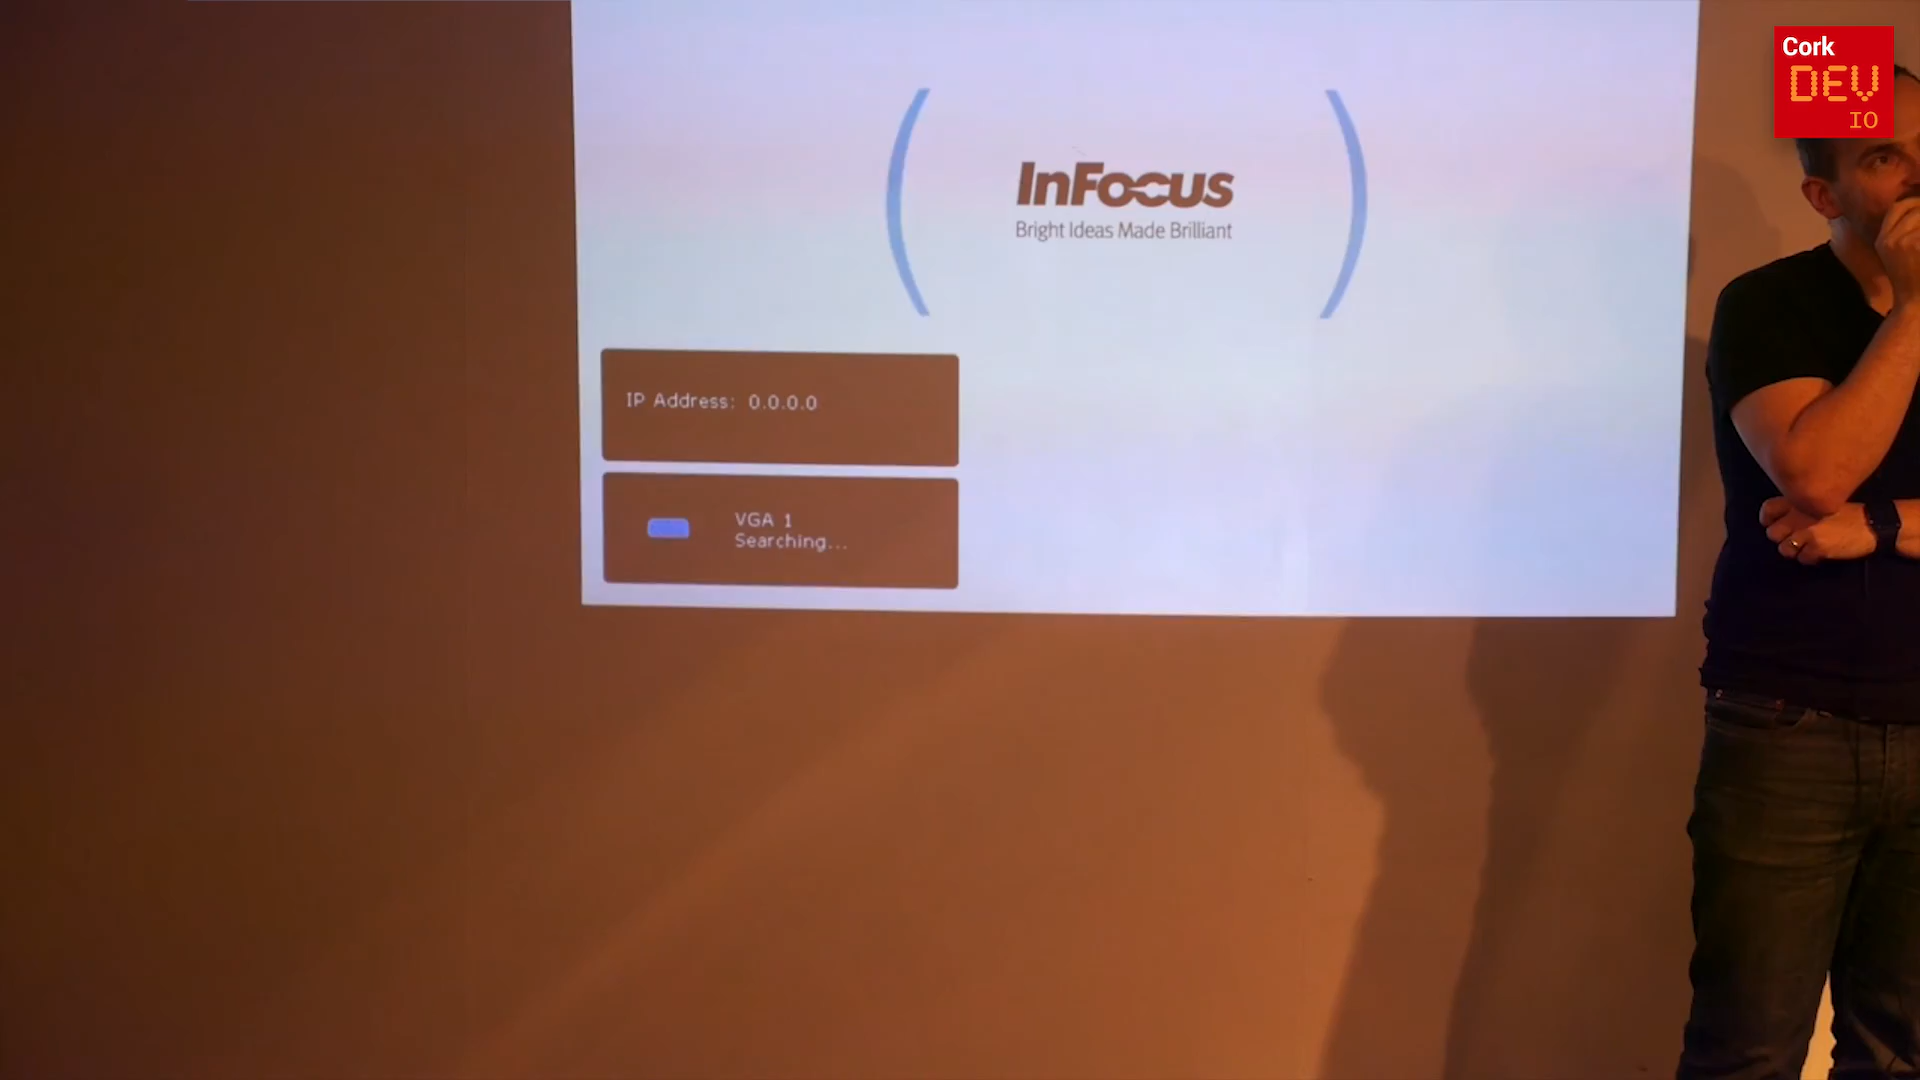 Cork
DEV
IO
InFocus
Bright Ideas Made Brilliant
IP Address: 0.0.0.0
VGA 1
Searching...